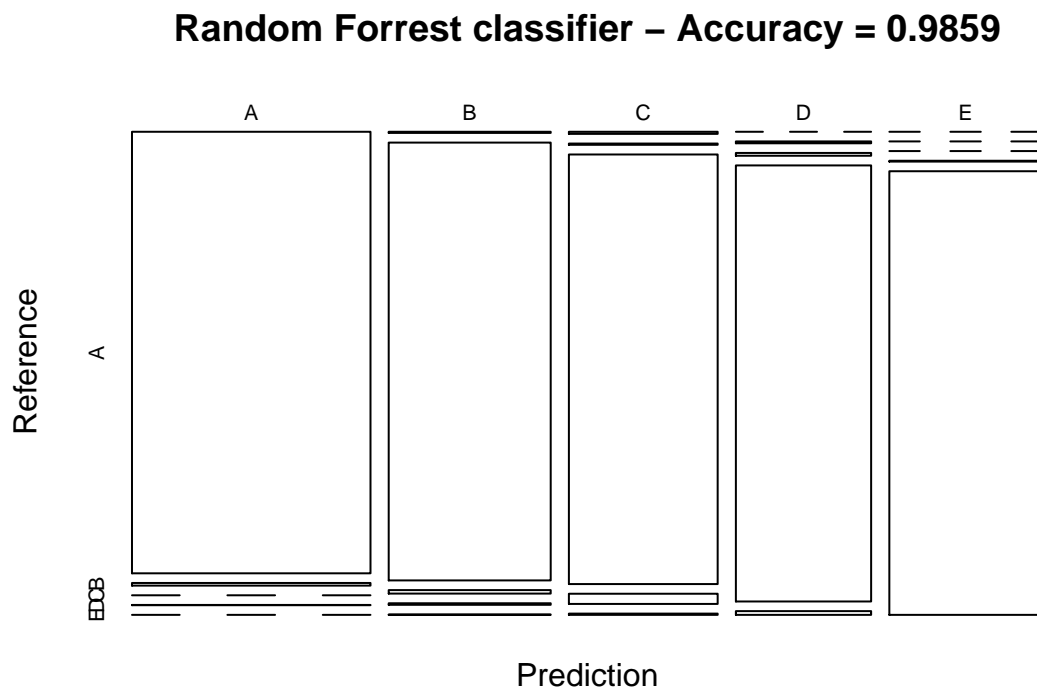 Random Forrest classifier – Accuracy = 0.9859
A B C D E
Reference
A
B
C
D
E
Prediction